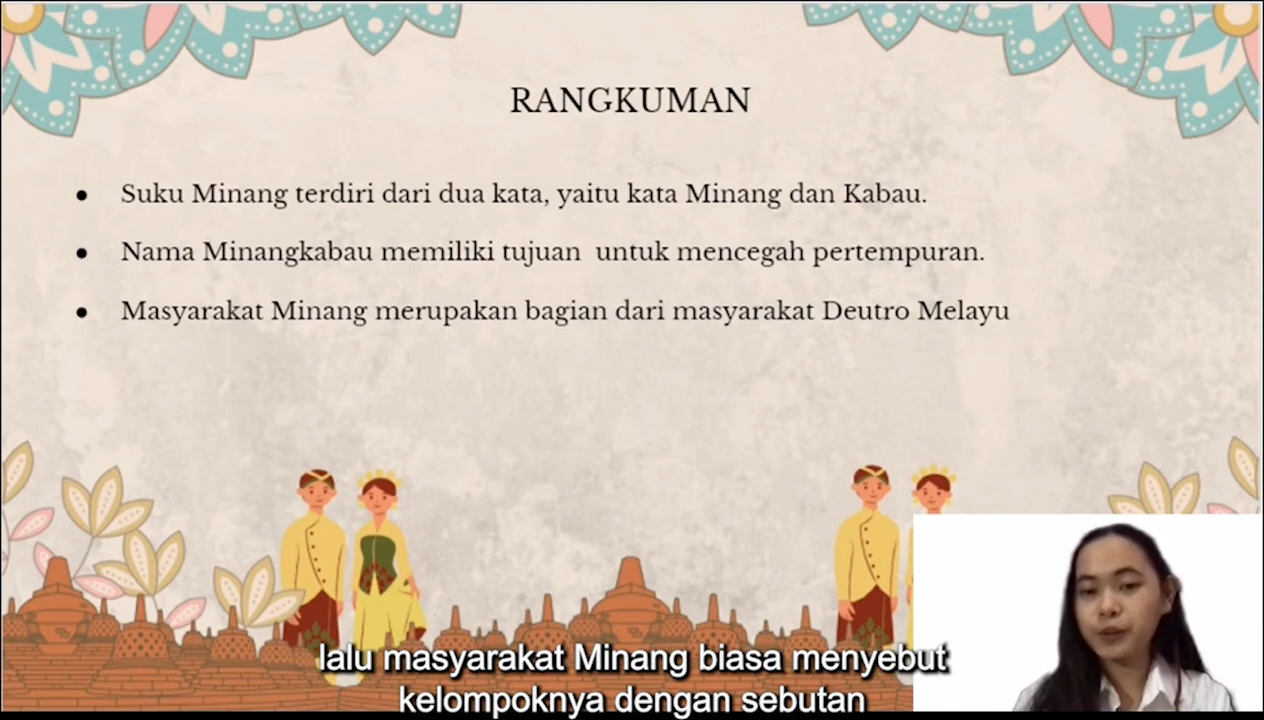 RANGKUMAN
Suku Minang terdiri dari dua kata, yaitu kata Minang dan Kabau.
Nama Minangkabau memiliki tujuan untuk mencegah pertempuran.
Masyarakat Minang merupakan bagian dari masyarakat Deutro Melayu
lalu masyarakat Minang biasa menyebut
kelompoknya dengan sebutan